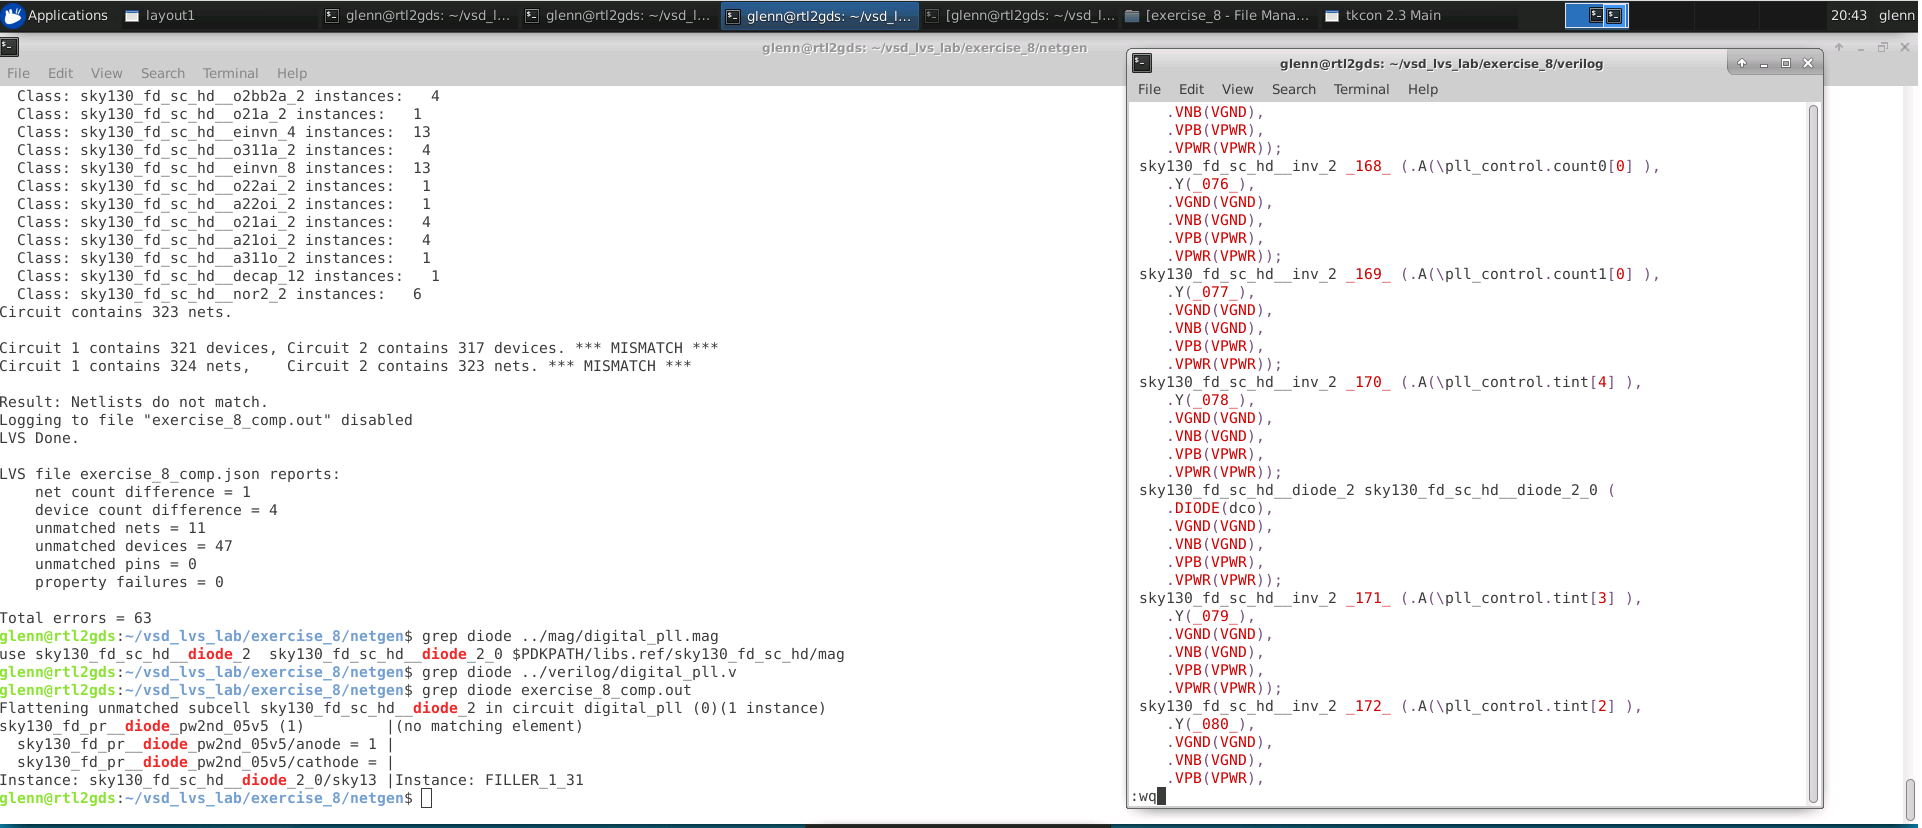 Applications
layout1
glenn@rtl2gds: ~/vsd_l...
glenn@rtl2gds: ~/vsd_l...
glenn@rtl2gds: ~/vsd_l...
[glenn@rtl2gds: ~/vsd_l...
[exercise_8 - File Mana...
tkcon 2.3 Main
20:43
glenn
glenn@rtl2gds: ~/vsd_lvs_lab/exercise_8/netgen
File Edit View Search Terminal Help
Class: sky130_fd_sc_hd__o2bb2a_2 instances:   4
Class: sky130_fd_sc_hd__o21a_2 instances:   1
Class: sky130_fd_sc_hd__einvn_4 instances:  13
Class: sky130_fd_sc_hd__o311a_2 instances:   4
Class: sky130_fd_sc_hd__einvn_8 instances:  13
Class: sky130_fd_sc_hd__o22ai_2 instances:   1
Class: sky130_fd_sc_hd__a22oi_2 instances:   1
Class: sky130_fd_sc_hd__o21ai_2 instances:   4
Class: sky130_fd_sc_hd__a21oi_2 instances:   4
Class: sky130_fd_sc_hd__a311o_2 instances:   1
Class: sky130_fd_sc_hd__decap_12 instances:   1
Class: sky130_fd_sc_hd__nor2_2 instances:   6
Circuit contains 323 nets.
Circuit 1 contains 321 devices, Circuit 2 contains 317 devices. *** MISMATCH ***
Circuit 1 contains 324 nets,    Circuit 2 contains 323 nets. *** MISMATCH ***
Result: Netlists do not match.
Logging to file "exercise_8_comp.out" disabled
LVS Done.
LVS file exercise_8_comp.json reports:
net count difference = 1
device count difference = 4
unmatched nets = 11
unmatched devices = 47
unmatched pins = 0
property failures = 0
Total errors = 63
glenn@rtl2gds:~/vsd_lvs_lab/exercise_8/netgen$ grep diode ../mag/digital_pll.mag
use sky130_fd_sc_hd__diode_2  sky130_fd_sc_hd__diode_2_0 $PDKPATH/libs.ref/sky130_fd_sc_hd/mag
glenn@rtl2gds:~/vsd_lvs_lab/exercise_8/netgen$ grep diode ../verilog/digital_pll.v
glenn@rtl2gds:~/vsd_lvs_lab/exercise_8/netgen$ grep diode exercise_8_comp.out
Flattening unmatched subcell sky130_fd_sc_hd__diode_2 in circuit digital_pll (0)(1 instance)
sky130_fd_pr__diode_pw2nd_05v5 (1)         |(no matching element)
sky130_fd_pr__diode_pw2nd_05v5/anode = 1 |
sky130_fd_pr__diode_pw2nd_05v5/cathode = |
Instance: sky130_fd_sc_hd__diode_2_0/sky13 |Instance: FILLER_1_31
glenn@rtl2gds:~/vsd_lvs_lab/exercise_8/netgen$
glenn@rtl2gds: ~/vsd_lvs_lab/exercise_8/verilog
File Edit View Search Terminal Help
.VNB(VGND),
.VPB(VPWR),
.VPWR(VPWR));
sky130_fd_sc_hd__inv_2 _168_ (.A(\pll_control.count0[0] ),
.Y(_076_),
.VGND(VGND),
.VNB(VGND),
.VPB(VPWR),
.VPWR(VPWR));
sky130_fd_sc_hd__inv_2 _169_ (.A(\pll_control.count1[0] ),
.Y(_077_),
.VGND(VGND),
.VNB(VGND),
.VPB(VPWR),
.VPWR(VPWR));
sky130_fd_sc_hd__inv_2 _170_ (.A(\pll_control.tint[4] ),
.Y(_078_),
.VGND(VGND),
.VNB(VGND),
.VPB(VPWR),
.VPWR(VPWR));
sky130_fd_sc_hd__diode_2 sky130_fd_sc_hd__diode_2_0 (
.DIODE(dco),
.VGND(VGND),
.VNB(VGND),
.VPB(VPWR),
.VPWR(VPWR));
sky130_fd_sc_hd__inv_2 _171_ (.A(\pll_control.tint[3] ),
.Y(_079_),
.VGND(VGND),
.VNB(VGND),
.VPB(VPWR),
.VPWR(VPWR));
sky130_fd_sc_hd__inv_2 _172_ (.A(\pll_control.tint[2] ),
.Y(_080_),
.VGND(VGND),
.VNB(VGND),
.VPB(VPWR),
:wq